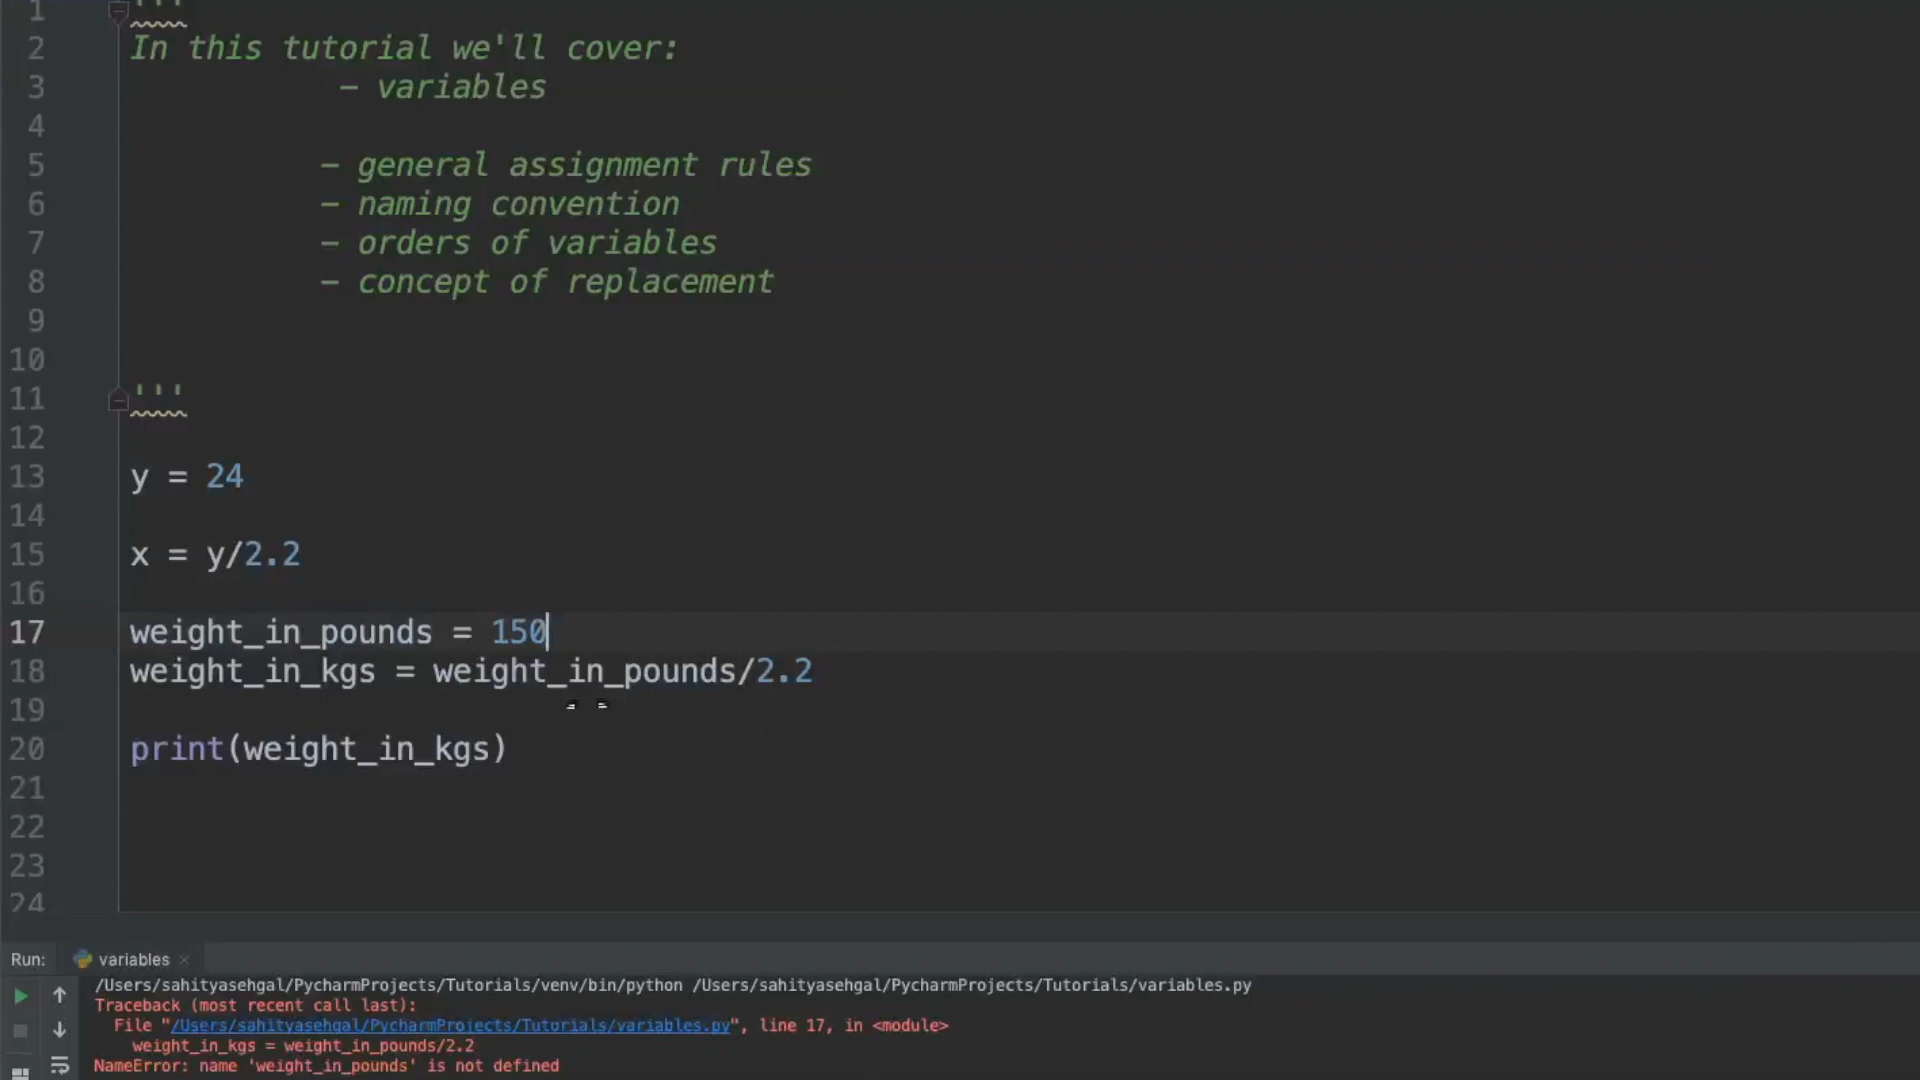 1 '''
2 In this tutorial we'll cover:
3 - variables
4
5 - general assignment rules
6 - naming convention
7 - orders of variables
8 - concept of replacement
9
10
11 '''
12
13 y = 24
14
15 x = y/2.2
16
17 weight_in_pounds = 150
18 weight_in_kgs = weight_in_pounds/2.2
19
20 print(weight_in_kgs)
21
22
23
24
Run: variables ×
/Users/sahityasehgal/PycharmProjects/Tutorials/venv/bin/python /Users/sahityasehgal/PycharmProjects/Tutorials/variables.py
Traceback (most recent call last):
File "/Users/sahityasehgal/PycharmProjects/Tutorials/variables.py", line 17, in <module>
weight_in_kgs = weight_in_pounds/2.2
NameError: name 'weight_in_pounds' is not defined